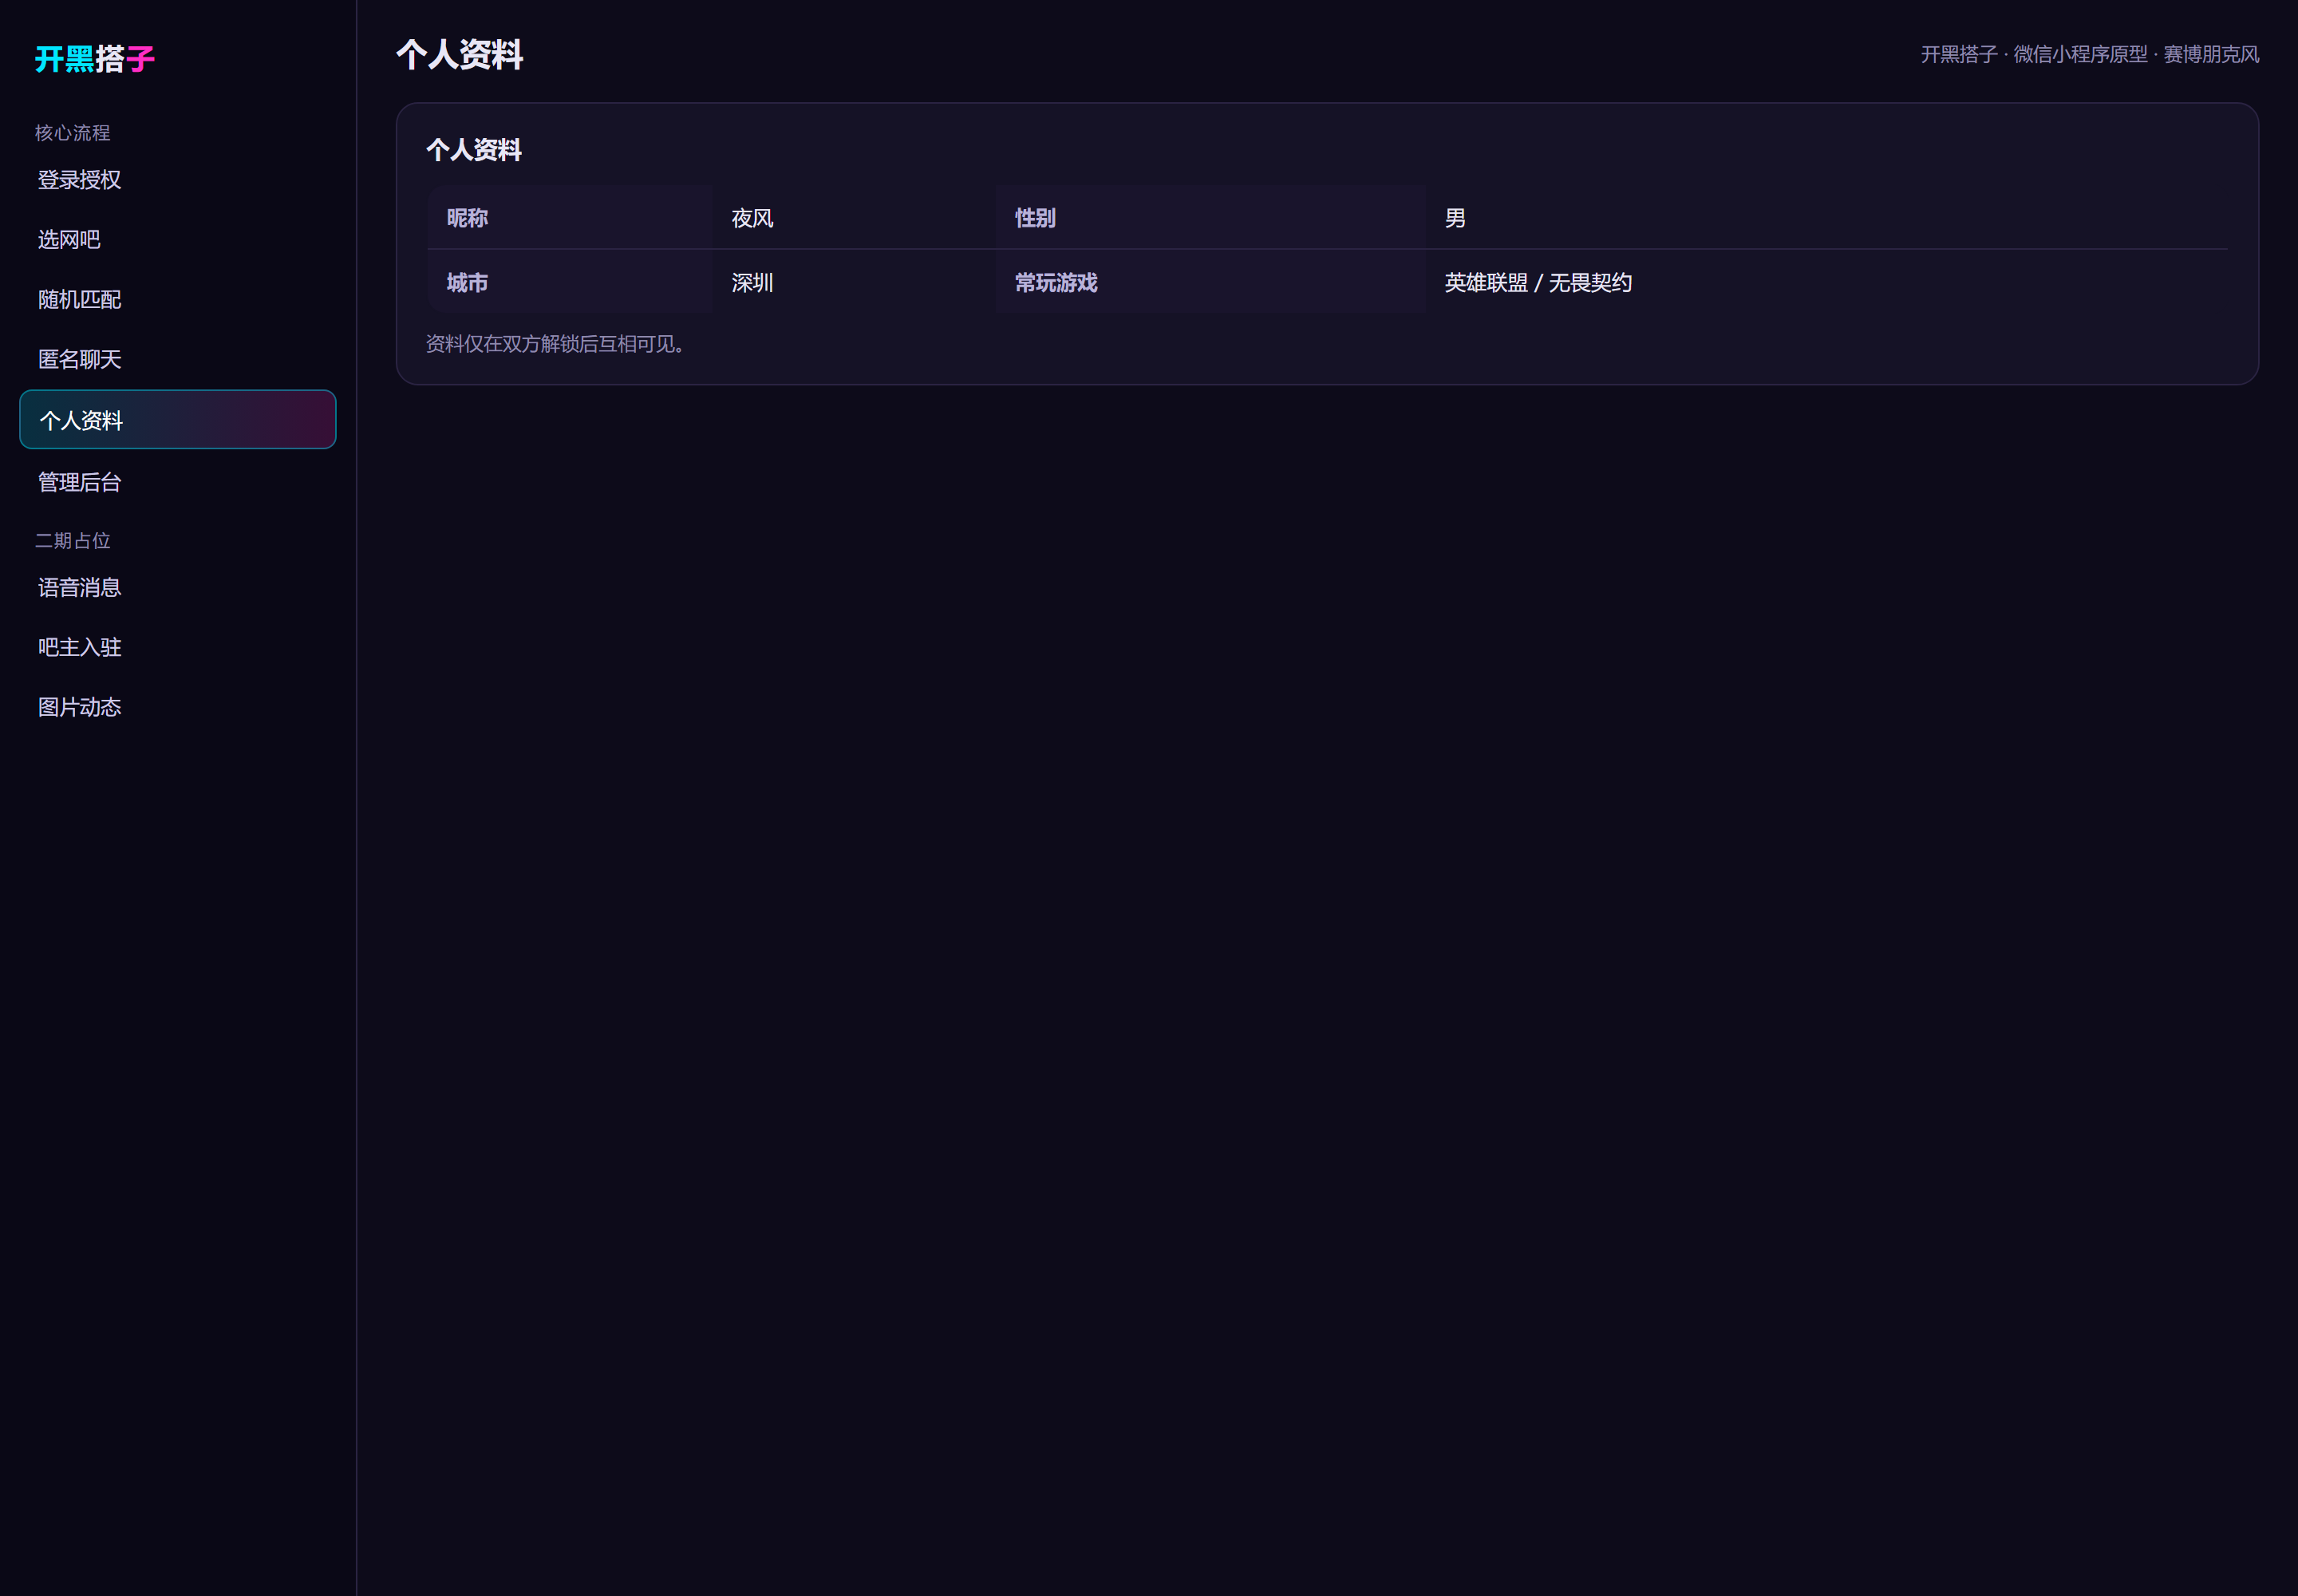 开黑搭子
核心流程
登录授权
选网吧
随机匹配
匿名聊天
个人资料
管理后台
二期占位
语音消息
吧主入驻
图片动态
个人资料
开黑搭子 · 微信小程序原型 · 赛博朋克风
个人资料
昵称 夜风 性别 男
城市 深圳 常玩游戏 英雄联盟 / 无畏契约
资料仅在双方解锁后互相可见。